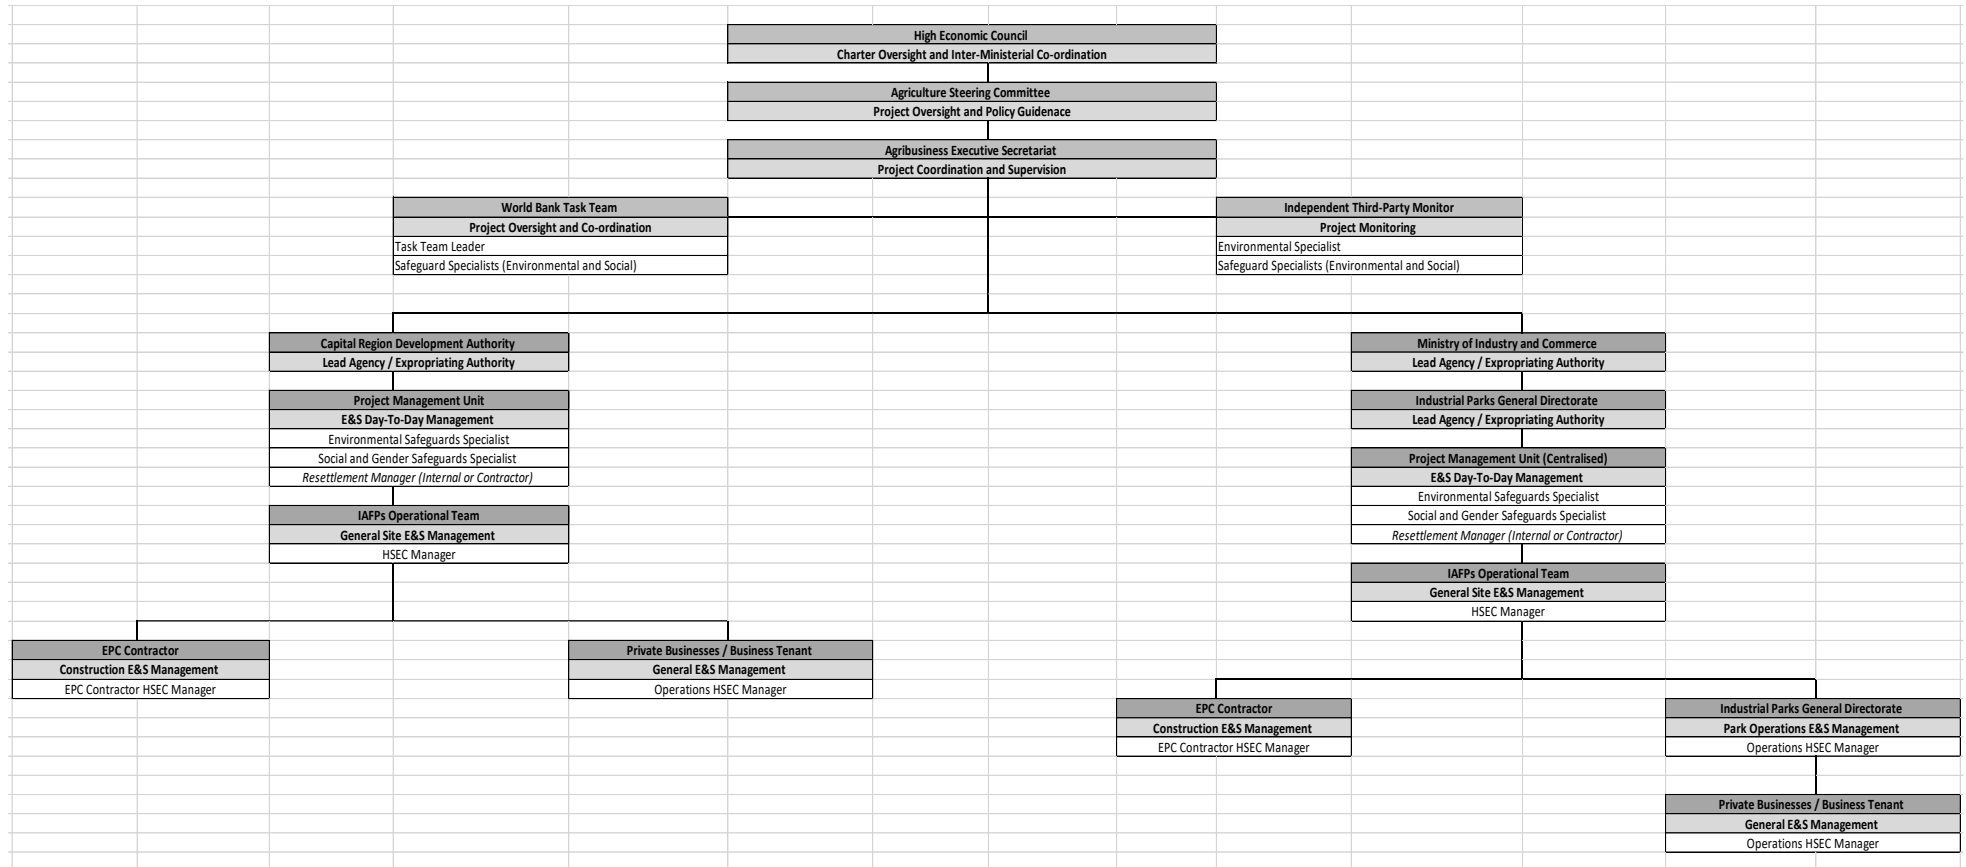 High Economic Council
Charter Oversight and Inter-Ministerial Co-ordination
Agriculture Steering Committee
Project Oversight and Policy Guidenace
Agribusiness Executive Secretariat
Project Coordination and Supervision
World Bank Task Team
Project Oversight and Co-ordination
Task Team Leader
Safeguard Specialists (Environmental and Social)
Independent Third-Party Monitor
Project Monitoring
Environmental Specialist
Safeguard Specialists (Environmental and Social)
Capital Region Development Authority
Lead Agency / Expropriating Authority
Project Management Unit
E&S Day-To-Day Management
Environmental Safeguards Specialist
Social and Gender Safeguards Specialist
Resettlement Manager (Internal or Contractor)
IAFPs Operational Team
General Site E&S Management
HSEC Manager
EPC Contractor
Construction E&S Management
EPC Contractor HSEC Manager
Private Businesses / Business Tenant
General E&S Management
Operations HSEC Manager
Ministry of Industry and Commerce
Lead Agency / Expropriating Authority
Industrial Parks General Directorate
Lead Agency / Expropriating Authority
Project Management Unit (Centralised)
E&S Day-To-Day Management
Environmental Safeguards Specialist
Social and Gender Safeguards Specialist
Resettlement Manager (Internal or Contractor)
IAFPs Operational Team
General Site E&S Management
HSEC Manager
EPC Contractor
Construction E&S Management
EPC Contractor HSEC Manager
Industrial Parks General Directorate
Park Operations E&S Management
Operations HSEC Manager
Private Businesses / Business Tenant
General E&S Management
Operations HSEC Manager